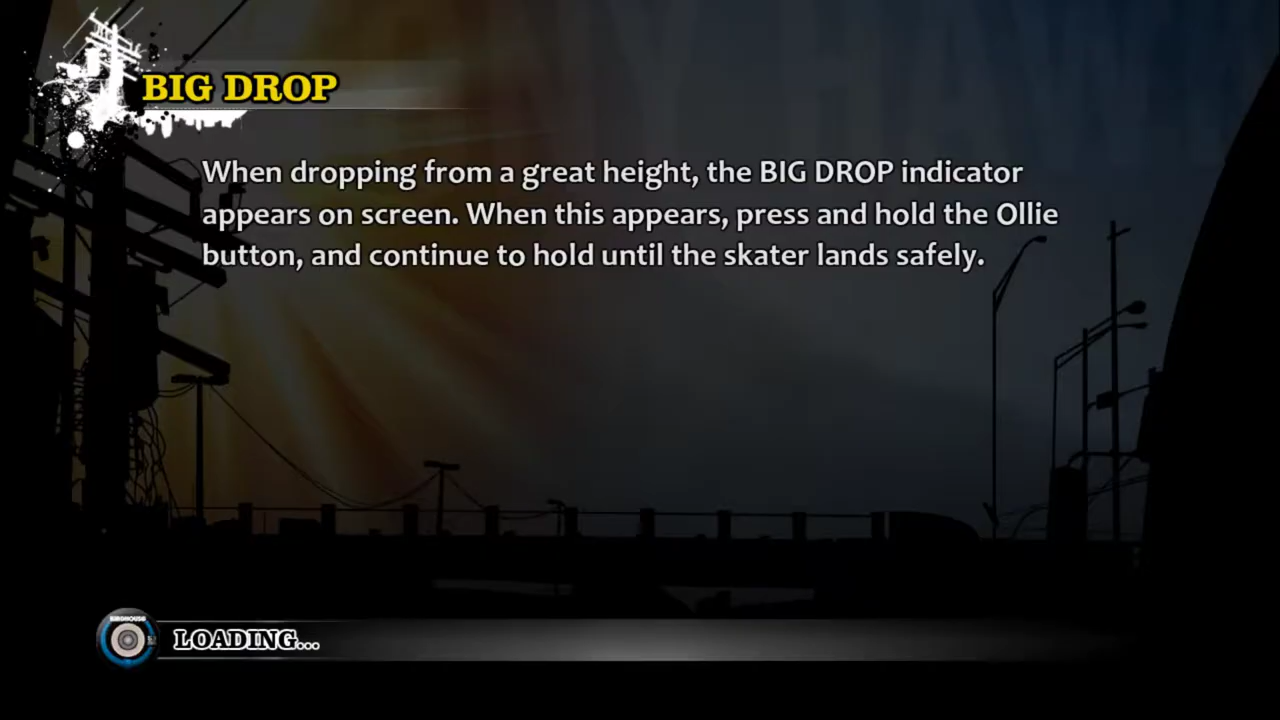 BIG DROP
When dropping from a great height, the BIG DROP indicator
appears on screen. When this appears, press and hold the Ollie
button, and continue to hold until the skater lands safely.
BIRDHOUSE
LOADING...